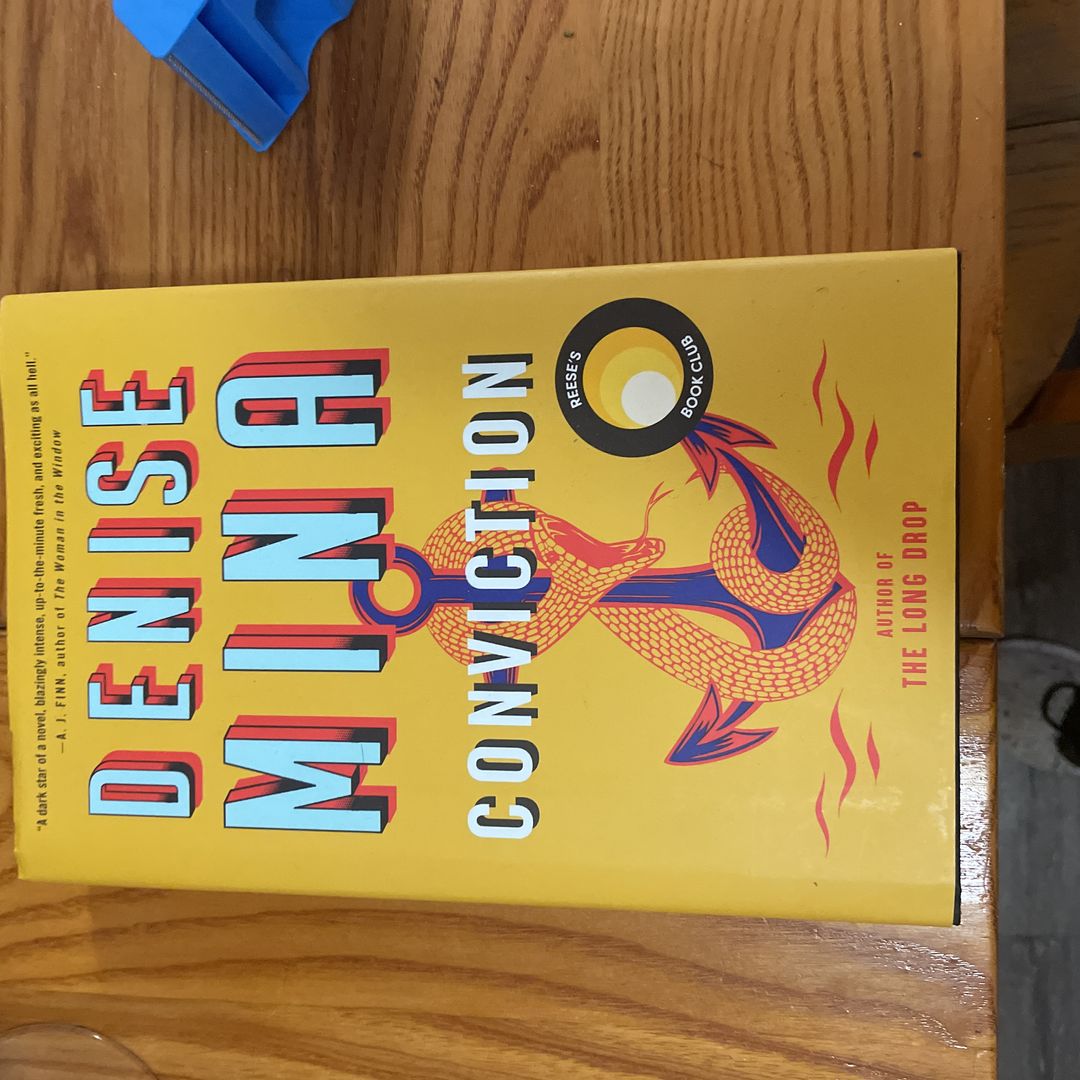 "A dark star of a novel, blazingly intense, up-to-the-minute fresh, and exciting as all hell."
—A. J. FINN, author of The Woman in the Window
DENISE
MINA
CONVICTION
REESE'S
BOOK CLUB
AUTHOR OF
THE LONG DROP